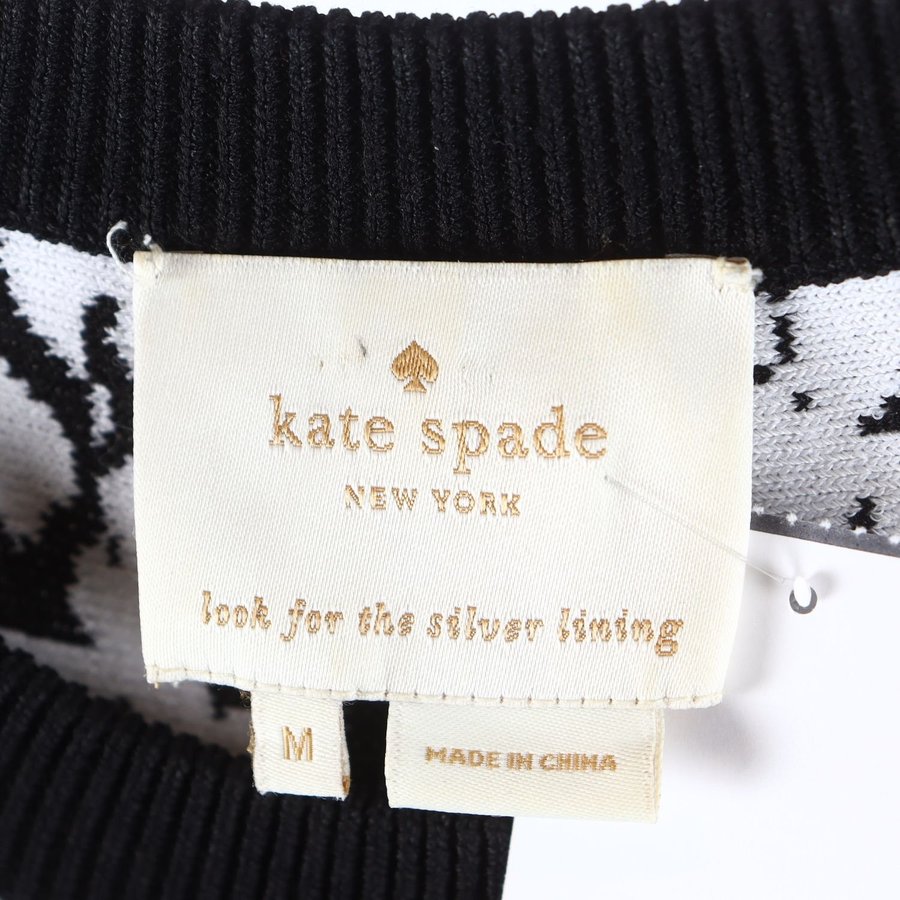 kate spade
NEW YORK
look for the silver lining
M
MADE IN CHINA